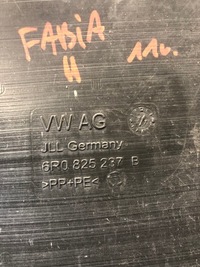 FABIA 11r.
II
VW AG
JLL Germany
6R0 825 237 B
>PP+PE<